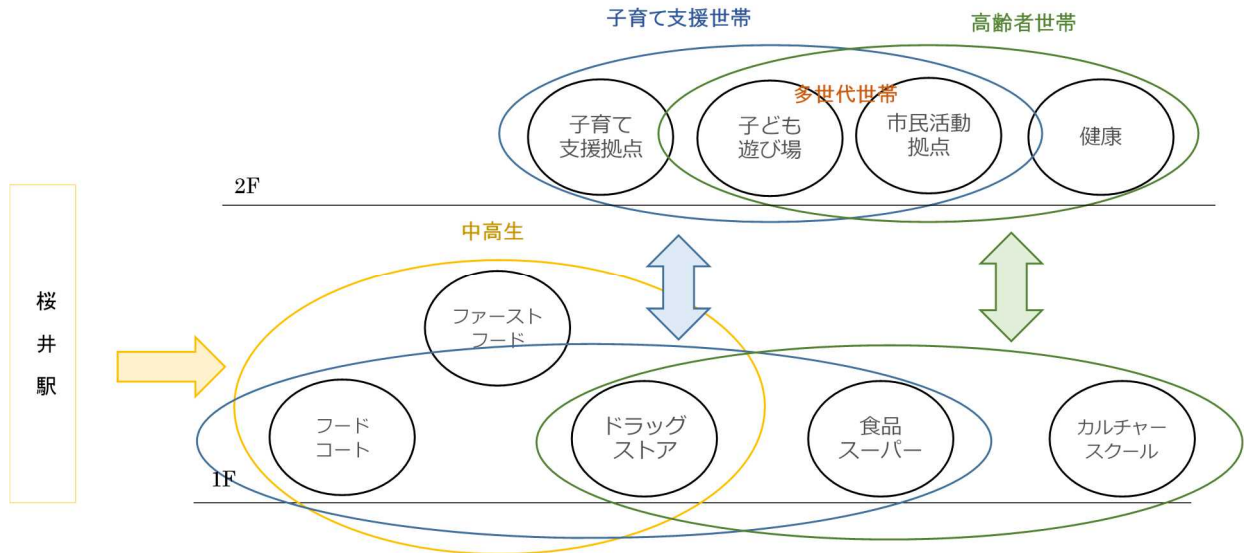 子育て支援世帯
高齢者世帯
多世代世帯
子育て
支援拠点
子ども
遊び場
市民活動
拠点
健康
2F
中高生
桜井駅
ファースト
フード
フード
コート
ドラッグ
ストア
食品
スーパー
カルチャー
スクール
1F